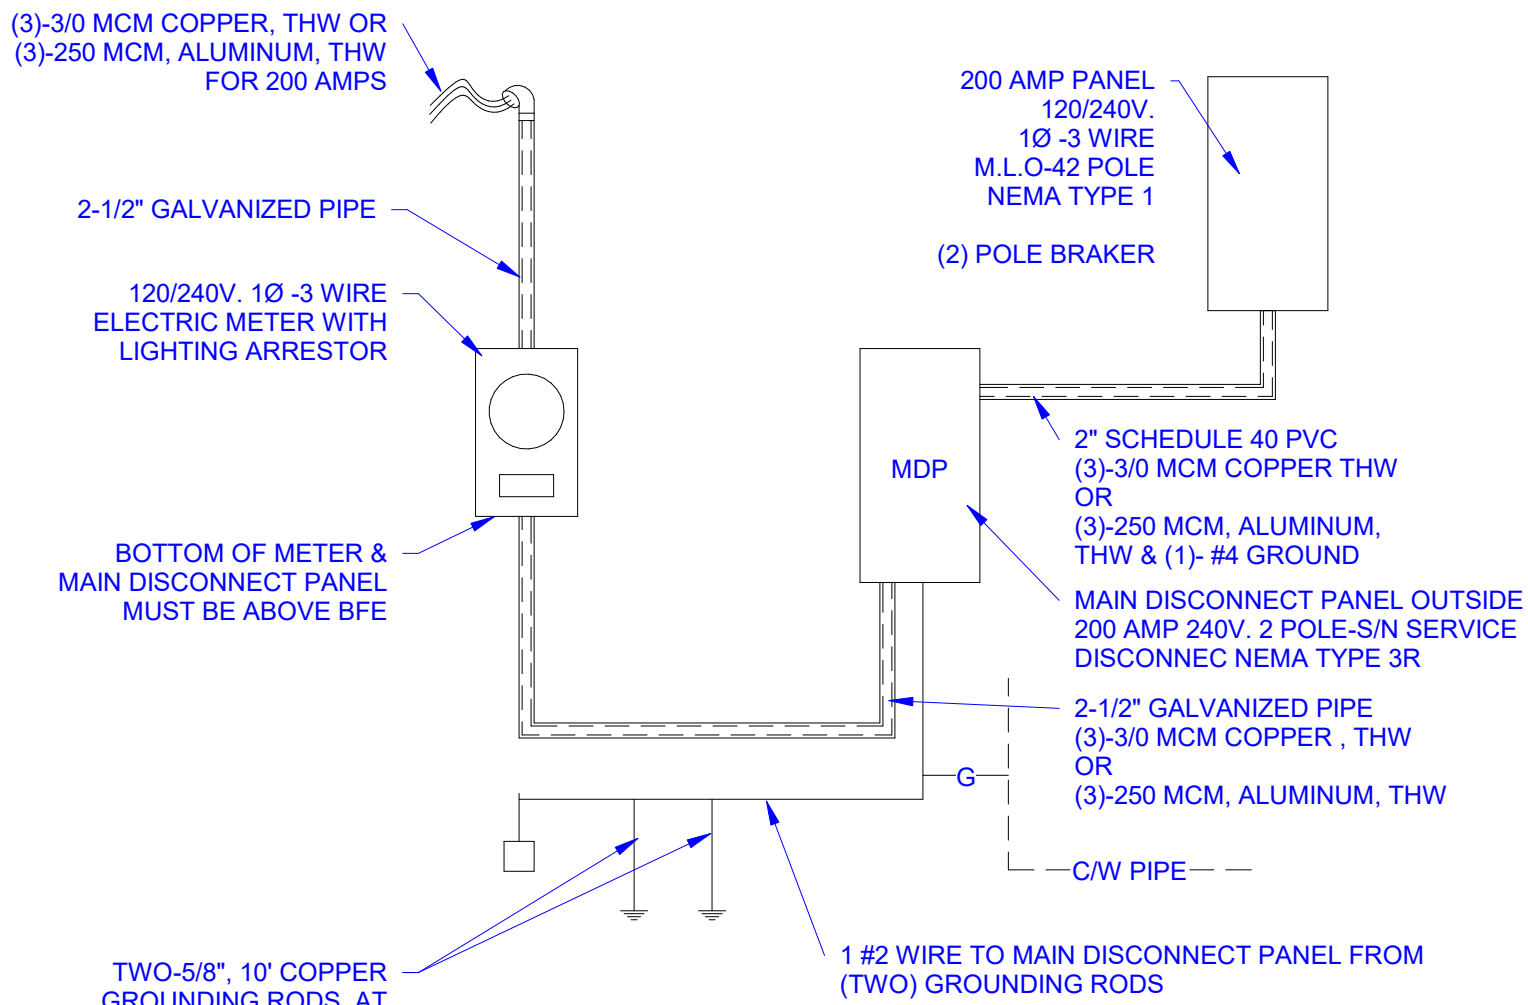 (3)-3/0 MCM COPPER, THW OR
(3)-250 MCM, ALUMINUM, THW
FOR 200 AMPS
2-1/2" GALVANIZED PIPE
120/240V. 1Ø -3 WIRE
ELECTRIC METER WITH
LIGHTING ARRESTOR
BOTTOM OF METER &
MAIN DISCONNECT PANEL
MUST BE ABOVE BFE
200 AMP PANEL
120/240V.
1Ø -3 WIRE
M.L.O-42 POLE
NEMA TYPE 1
(2) POLE BRAKER
MDP
2" SCHEDULE 40 PVC
(3)-3/0 MCM COPPER THW
OR
(3)-250 MCM, ALUMINUM,
THW & (1)- #4 GROUND
MAIN DISCONNECT PANEL OUTSIDE
200 AMP 240V. 2 POLE-S/N SERVICE
DISCONNEC NEMA TYPE 3R
2-1/2" GALVANIZED PIPE
(3)-3/0 MCM COPPER , THW
OR
(3)-250 MCM, ALUMINUM, THW
G
C/W PIPE
TWO-5/8", 10' COPPER
GROUNDING RODS, AT
1 #2 WIRE TO MAIN DISCONNECT PANEL FROM
(TWO) GROUNDING RODS